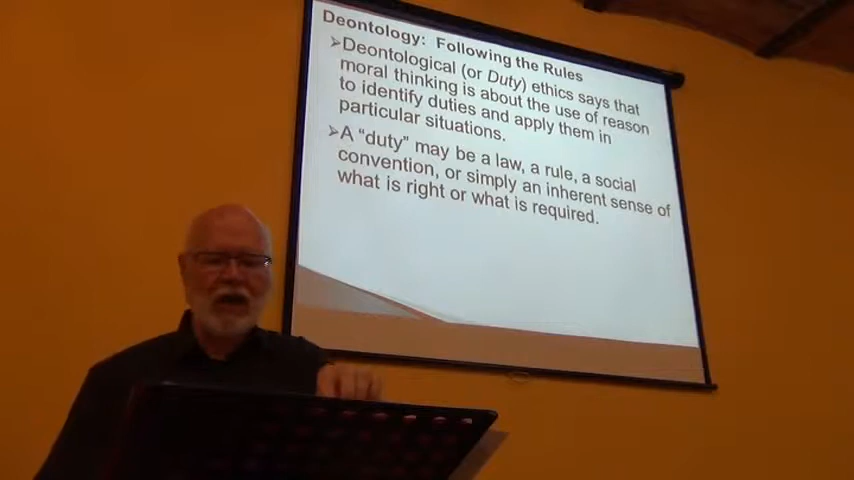 Deontology: Following the Rules
➢Deontological (or Duty) ethics says that
moral thinking is about the use of reason
to identify duties and apply them in
particular situations.
➢A “duty” may be a law, a rule, a social
convention, or simply an inherent sense of
what is right or what is required.